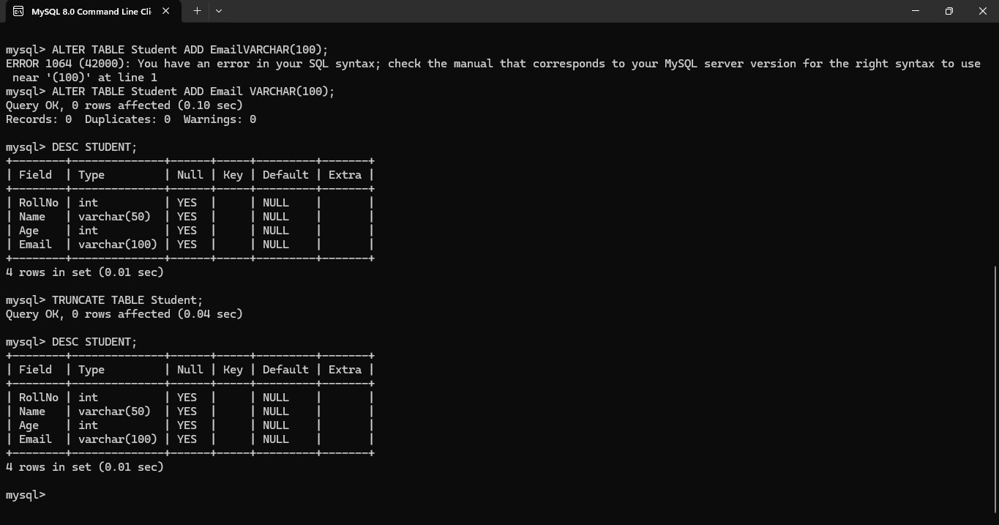 MySQL 8.0 Command Line Cli
mysql> ALTER TABLE Student ADD EmailVARCHAR(100);
ERROR 1064 (42000): You have an error in your SQL syntax; check the manual that corresponds to your MySQL server version for the right syntax to use
 near '(100)' at line 1
mysql> ALTER TABLE Student ADD Email VARCHAR(100);
Query OK, 0 rows affected (0.10 sec)
Records: 0  Duplicates: 0  Warnings: 0
mysql> DESC STUDENT;
+--------+--------------+------+-----+---------+-------+
| Field  | Type         | Null | Key | Default | Extra |
+--------+--------------+------+-----+---------+-------+
| RollNo | int          | YES  |     | NULL    |       |
| Name   | varchar(50)  | YES  |     | NULL    |       |
| Age    | int          | YES  |     | NULL    |       |
| Email  | varchar(100) | YES  |     | NULL    |       |
+--------+--------------+------+-----+---------+-------+
4 rows in set (0.01 sec)
mysql> TRUNCATE TABLE Student;
Query OK, 0 rows affected (0.04 sec)
mysql> DESC STUDENT;
+--------+--------------+------+-----+---------+-------+
| Field  | Type         | Null | Key | Default | Extra |
+--------+--------------+------+-----+---------+-------+
| RollNo | int          | YES  |     | NULL    |       |
| Name   | varchar(50)  | YES  |     | NULL    |       |
| Age    | int          | YES  |     | NULL    |       |
| Email  | varchar(100) | YES  |     | NULL    |       |
+--------+--------------+------+-----+---------+-------+
4 rows in set (0.01 sec)
mysql>